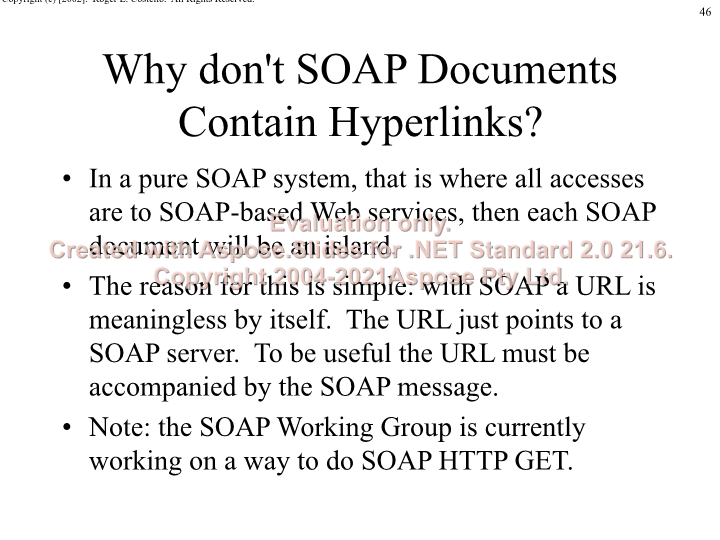 Copyright (c) [2002]. Roger L. Costello. All Rights Reserved.
46
Why don't SOAP Documents
Contain Hyperlinks?
• In a pure SOAP system, that is where all accesses
are to SOAP-based Web services, then each SOAP
document will be an island.
• The reason for this is simple: with SOAP a URL is
meaningless by itself.  The URL just points to a
SOAP server.  To be useful the URL must be
accompanied by the SOAP message.
• Note: the SOAP Working Group is currently
working on a way to do SOAP HTTP GET.
Evaluation only.
Created with Aspose.Slides for .NET Standard 2.0 21.6.
Copyright 2004-2021Aspose Pty Ltd.